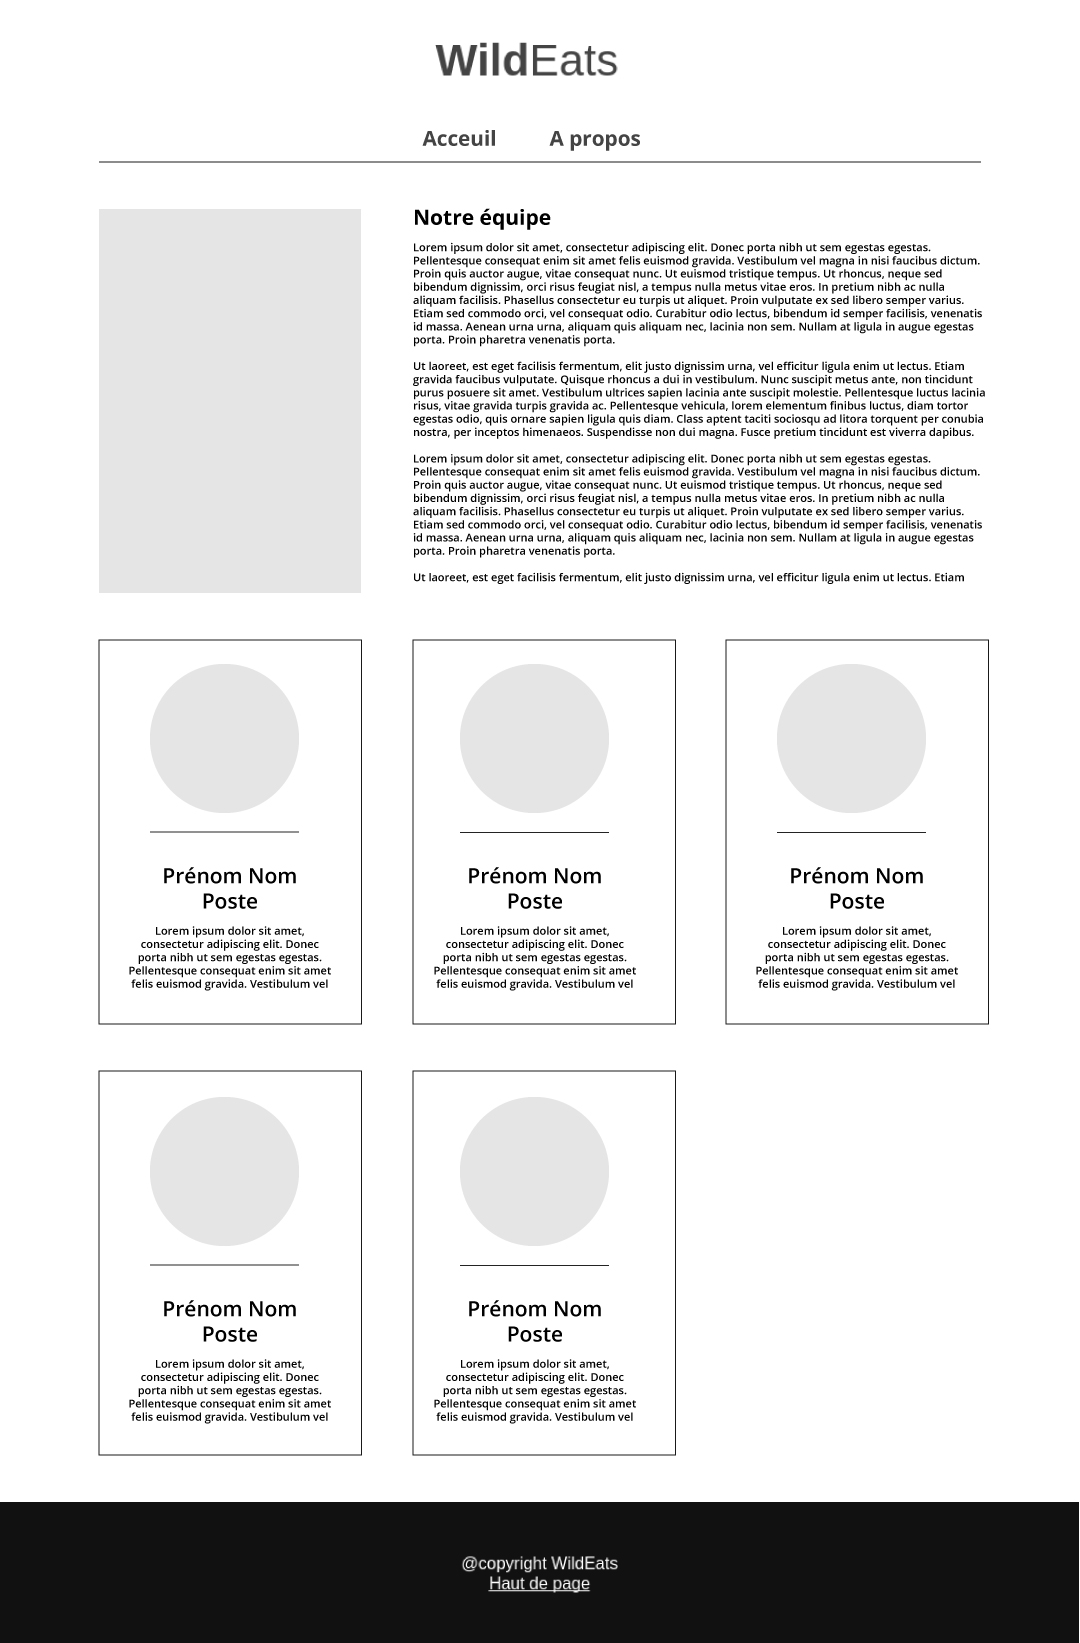 WildEats
Acceuil A propos
Notre équipe
Lorem ipsum dolor sit amet, consectetur adipiscing elit. Donec porta nibh ut sem egestas egestas.
Pellentesque consequat enim sit amet felis euismod gravida. Vestibulum vel magna in nisi faucibus dictum.
Proin quis auctor augue, vitae consequat nunc. Ut euismod tristique tempus. Ut rhoncus, neque sed
bibendum dignissim, orci risus feugiat nisl, a tempus nulla metus vitae eros. In pretium nibh ac nulla
aliquam facilisis. Phasellus consectetur eu turpis ut aliquet. Proin vulputate ex sed libero semper varius.
Etiam sed commodo orci, vel consequat odio. Curabitur odio lectus, bibendum id semper facilisis, venenatis
id massa. Aenean urna urna, aliquam quis aliquam nec, lacinia non sem. Nullam at ligula in augue egestas
porta. Proin pharetra venenatis porta.
Ut laoreet, est eget facilisis fermentum, elit justo dignissim urna, vel efficitur ligula enim ut lectus. Etiam
gravida faucibus vulputate. Quisque rhoncus a dui in vestibulum. Nunc suscipit metus ante, non tincidunt
purus posuere sit amet. Vestibulum ultrices sapien lacinia ante suscipit molestie. Pellentesque luctus lacinia
risus, vitae gravida turpis gravida ac. Pellentesque vehicula, lorem elementum finibus luctus, diam tortor
egestas odio, quis ornare sapien ligula quis diam. Class aptent taciti sociosqu ad litora torquent per conubia
nostra, per inceptos himenaeos. Suspendisse non dui magna. Fusce pretium tincidunt est viverra dapibus.
Lorem ipsum dolor sit amet, consectetur adipiscing elit. Donec porta nibh ut sem egestas egestas.
Pellentesque consequat enim sit amet felis euismod gravida. Vestibulum vel magna in nisi faucibus dictum.
Proin quis auctor augue, vitae consequat nunc. Ut euismod tristique tempus. Ut rhoncus, neque sed
bibendum dignissim, orci risus feugiat nisl, a tempus nulla metus vitae eros. In pretium nibh ac nulla
aliquam facilisis. Phasellus consectetur eu turpis ut aliquet. Proin vulputate ex sed libero semper varius.
Etiam sed commodo orci, vel consequat odio. Curabitur odio lectus, bibendum id semper facilisis, venenatis
id massa. Aenean urna urna, aliquam quis aliquam nec, lacinia non sem. Nullam at ligula in augue egestas
porta. Proin pharetra venenatis porta.
Ut laoreet, est eget facilisis fermentum, elit justo dignissim urna, vel efficitur ligula enim ut lectus. Etiam
Prénom Nom
Poste
Lorem ipsum dolor sit amet,
consectetur adipiscing elit. Donec
porta nibh ut sem egestas egestas.
Pellentesque consequat enim sit amet
felis euismod gravida. Vestibulum vel
Prénom Nom
Poste
Lorem ipsum dolor sit amet,
consectetur adipiscing elit. Donec
porta nibh ut sem egestas egestas.
Pellentesque consequat enim sit amet
felis euismod gravida. Vestibulum vel
Prénom Nom
Poste
Lorem ipsum dolor sit amet,
consectetur adipiscing elit. Donec
porta nibh ut sem egestas egestas.
Pellentesque consequat enim sit amet
felis euismod gravida. Vestibulum vel
Prénom Nom
Poste
Lorem ipsum dolor sit amet,
consectetur adipiscing elit. Donec
porta nibh ut sem egestas egestas.
Pellentesque consequat enim sit amet
felis euismod gravida. Vestibulum vel
Prénom Nom
Poste
Lorem ipsum dolor sit amet,
consectetur adipiscing elit. Donec
porta nibh ut sem egestas egestas.
Pellentesque consequat enim sit amet
felis euismod gravida. Vestibulum vel
@copyright WildEats
Haut de page